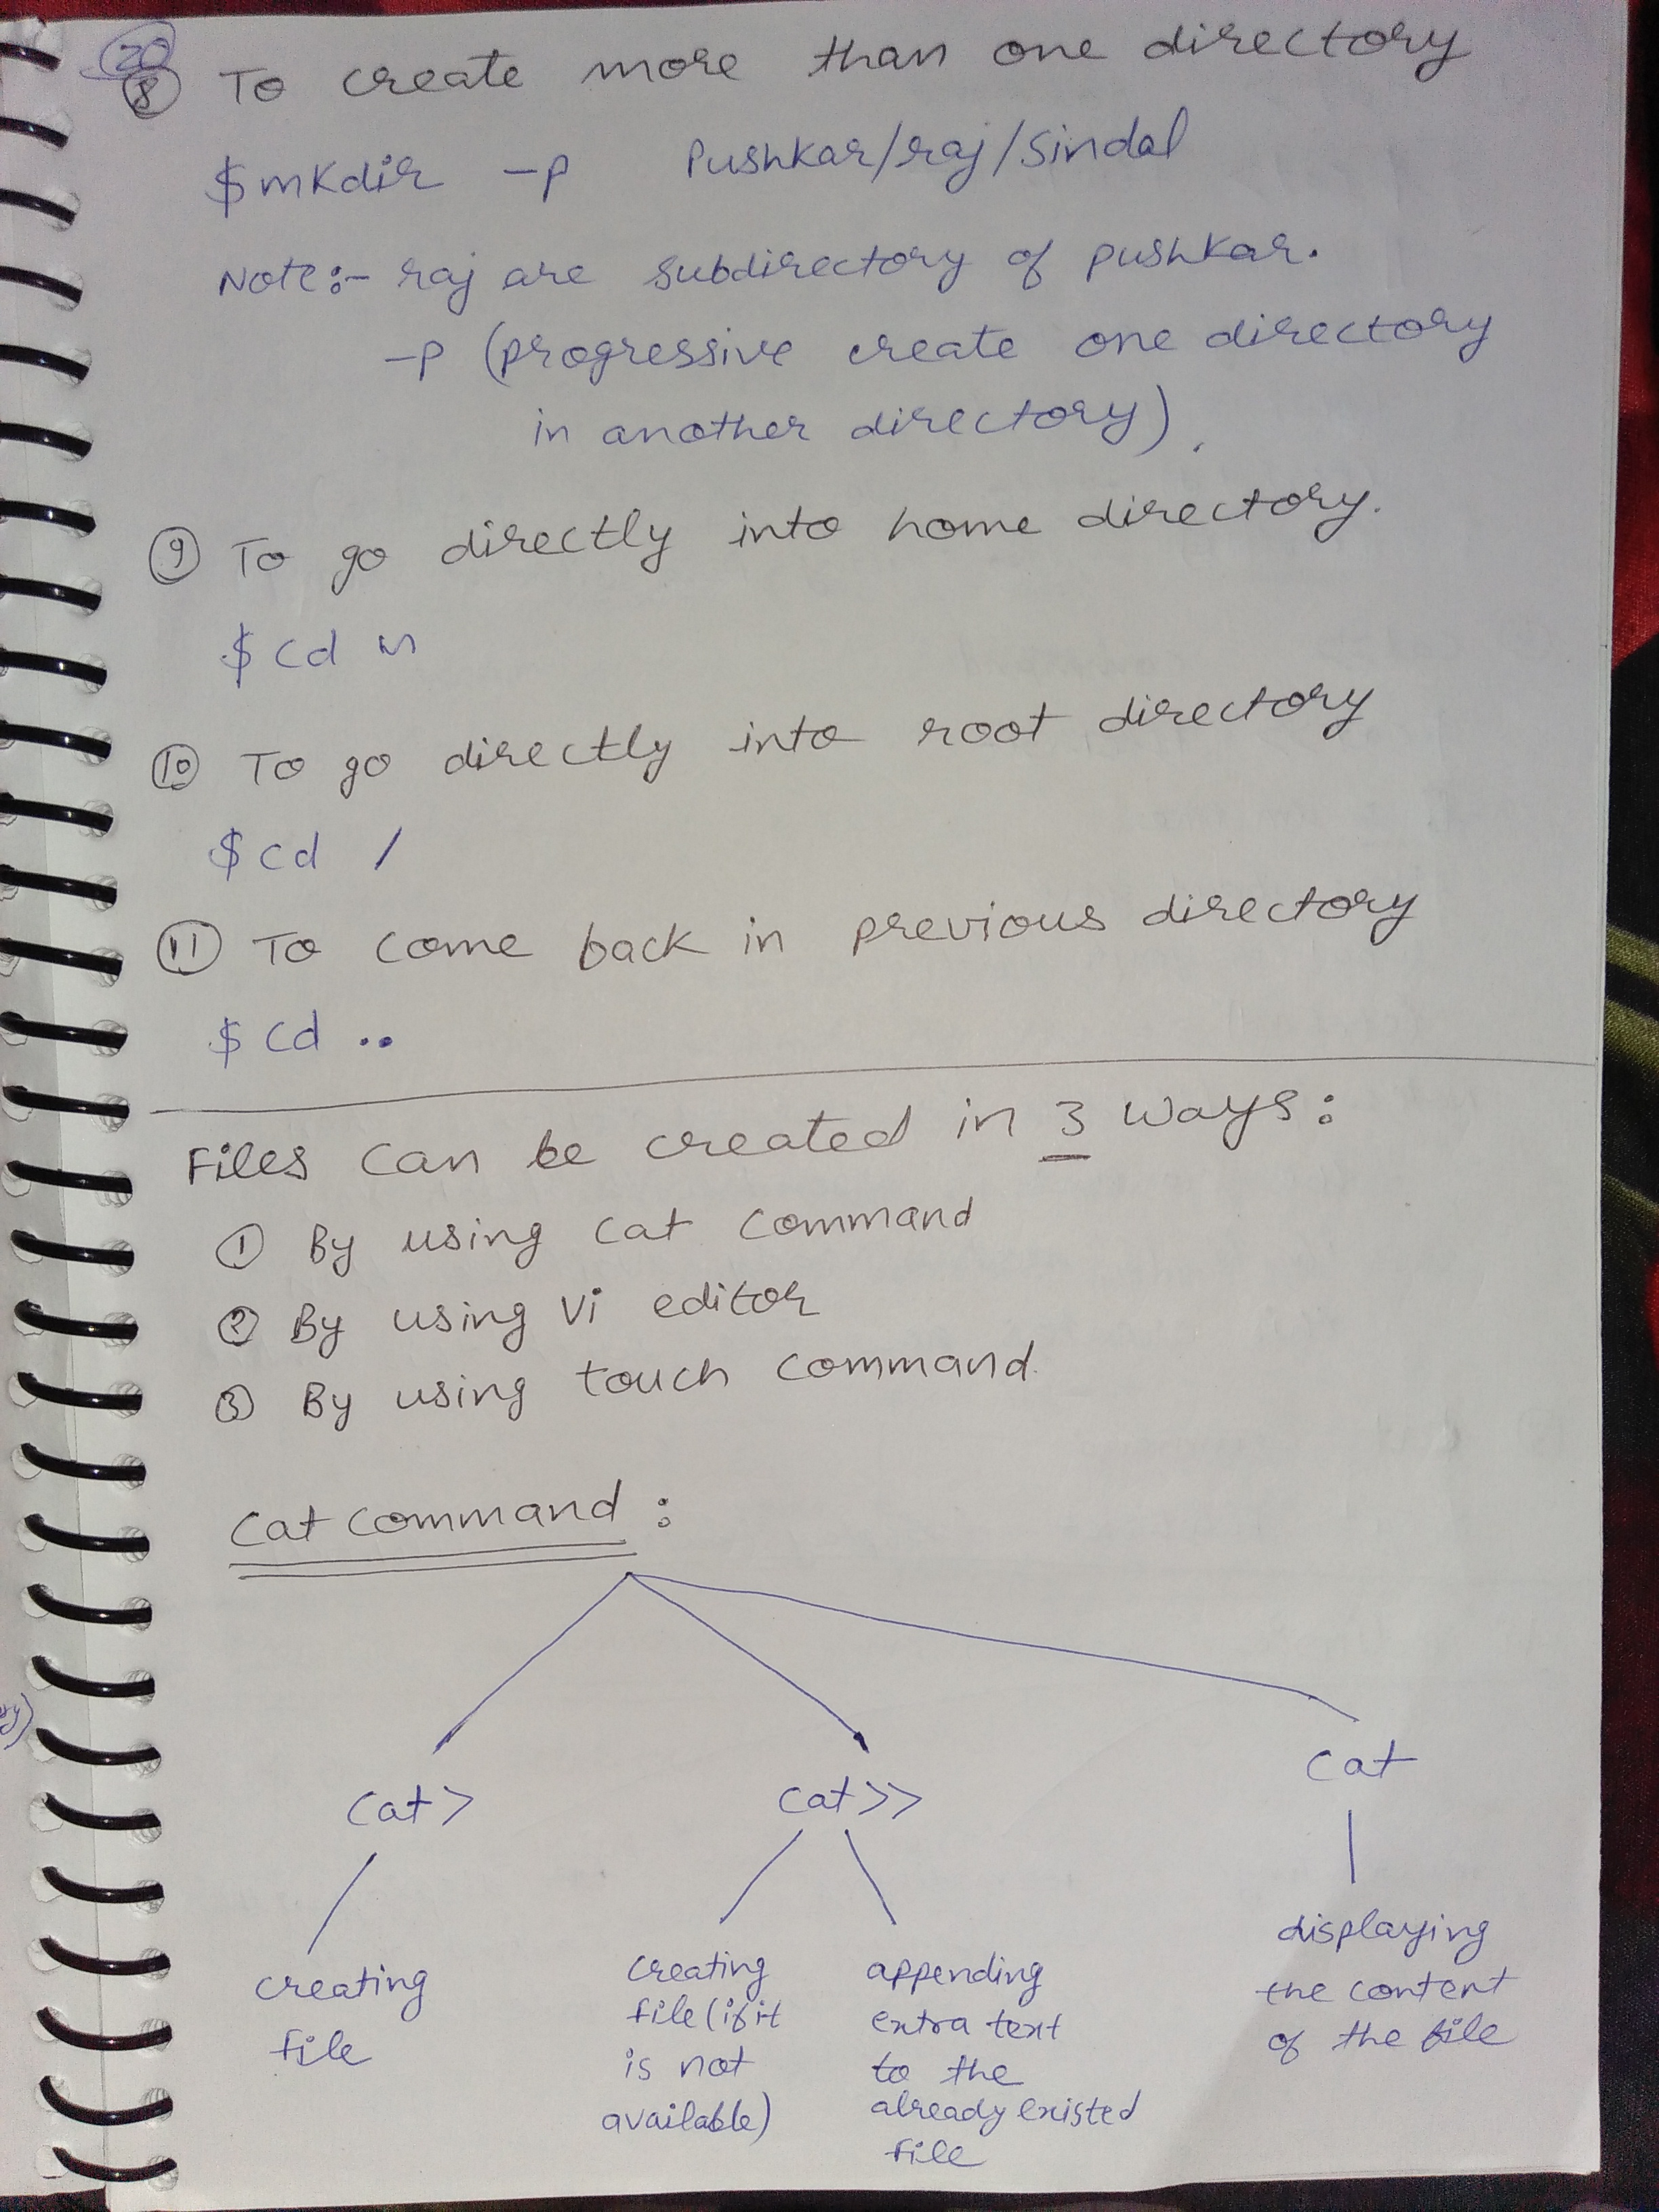 20
⑧ To create more than one directory
$ mkdir -p Pushkar/raj/Sindal
Note:- raj are subdirectory of pushkar.
-p (progressive create one directory
in another directory).
⑨ To go directly into home directory.
$ cd ~
⑩ To go directly into root directory
$ cd /
⑪ To come back in previous directory
$ cd ..
Files can be created in 3 ways:
① By using cat command
② By using vi editor
③ By using touch command.
Cat command:
cat> cat>> cat
creating
file
creating
file (if it
is not
available)
appending
extra text
to the
already existed
file
displaying
the content
of the file